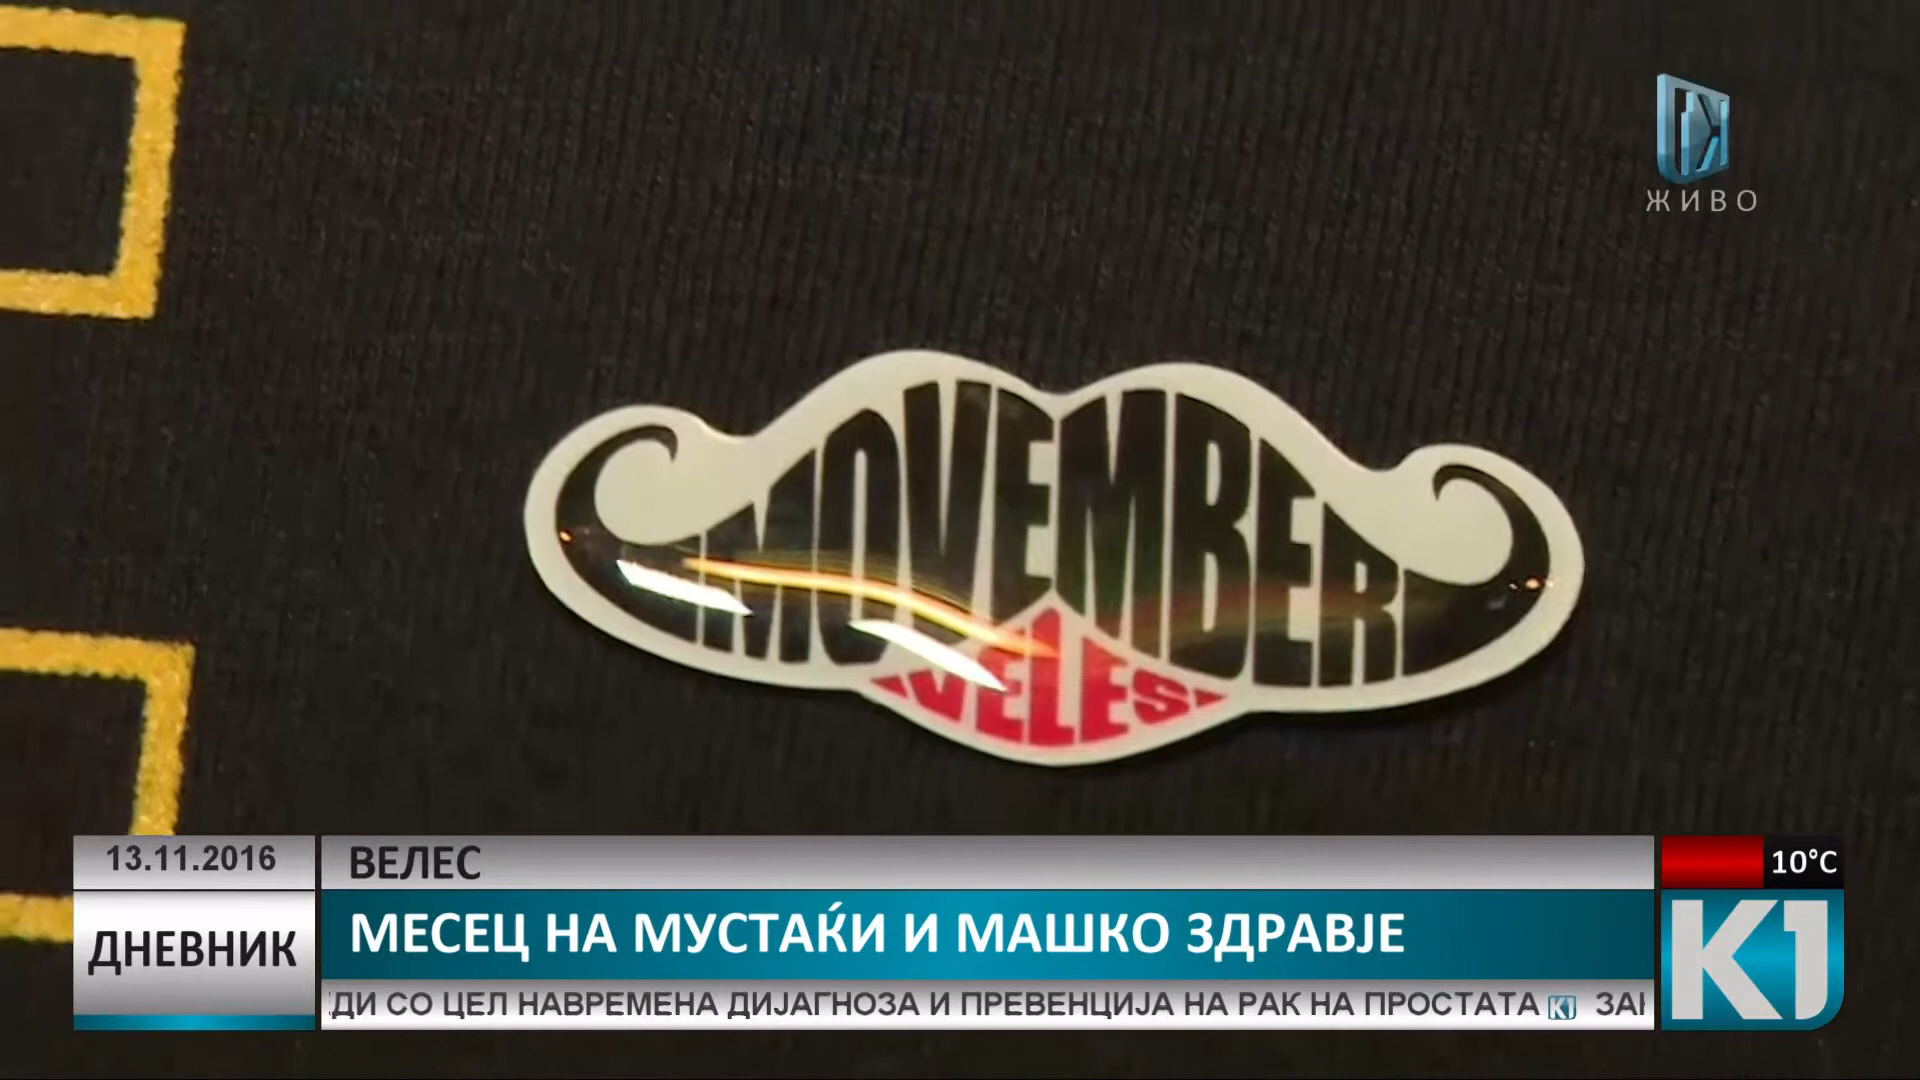 ЖИВО
MOVEMBER
VELES
13.11.2016
ВЕЛЕС
10°C
ДНЕВНИК
МЕСЕЦ НА МУСТАЌИ И МАШКО ЗДРАВЈЕ
K1
СО ЦЕЛ НАВРЕМЕНА ДИЈАГНОЗА И ПРЕВЕНЦИЈА НА РАК НА ПРОСТАТА K1